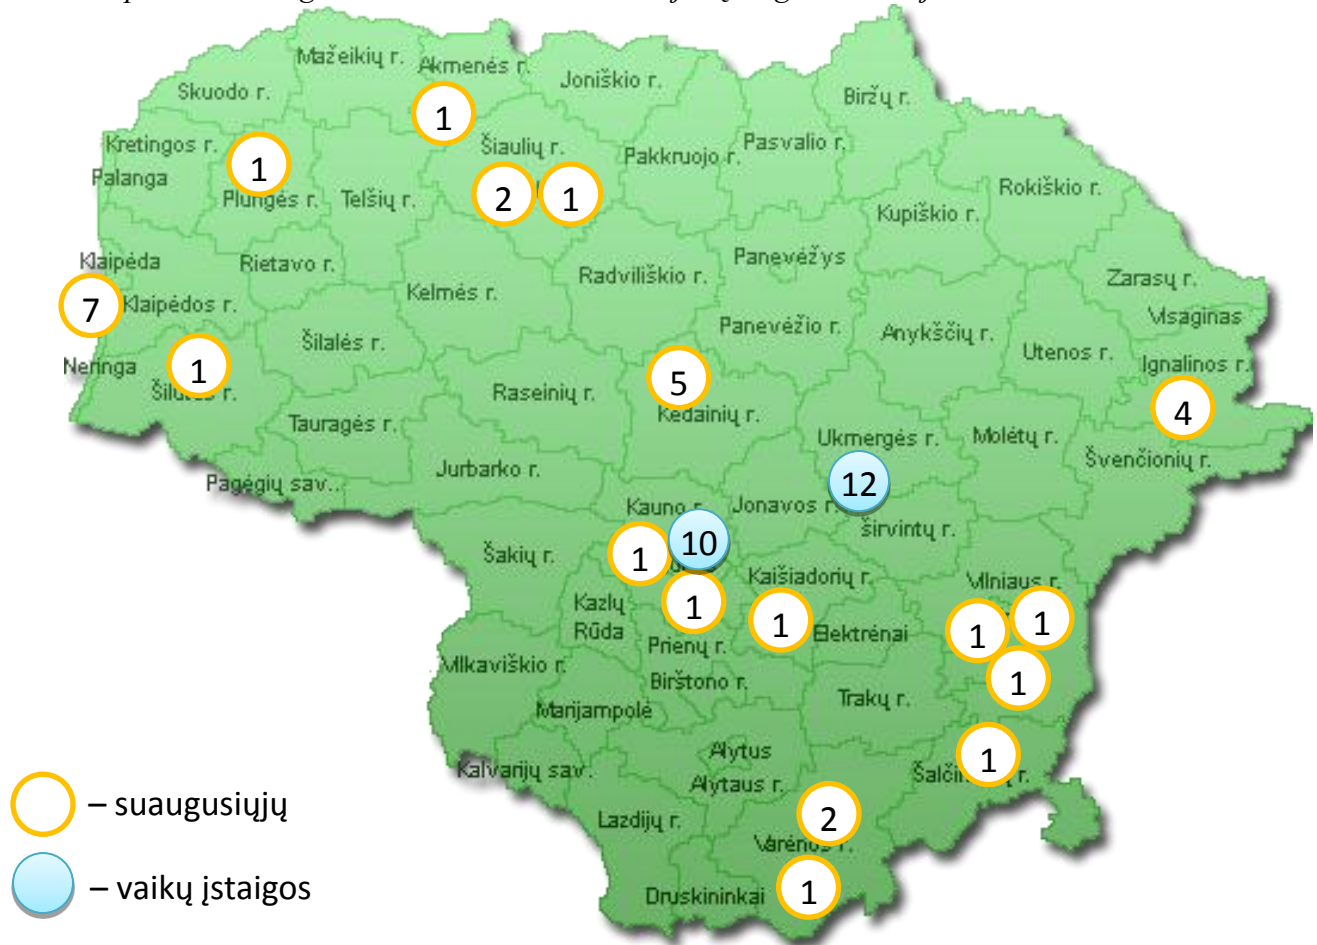 Mažeikių r.
Akmenės r.
Joniškio r.
Skuodo r.
Biržų r.
1
Kretingos r.
1
Šiaulių r.
Pakkruojo r.
Pasvalio r.
Palanga
Plungės r.
Telšių r.
2
1
Rokiškio r.
Kupiškio r.
Klaipėda
Rietavo r.
Radviliškio r.
Panevėžys
Zarasų r.
7
Klaipėdos r.
Kelmės r.
Visaginas
Šilalės r.
Panevėžio r.
Anykščių r.
Utenos r.
Ignalinos r.
Neringa
1
Šilutės r.
Raseinių r.
5
Kėdainių r.
4
Tauragės r.
Ukmergės r.
Molėtų r.
Švenčionių r.
Pagėgių sav...
Jurbarko r.
12
Kauno r.
Jonavos r.
širvintų r.
Šakių r.
1
10
Kaišiadorių r.
Vilniaus r.
Kazlų
Rūda
1
1
Elektrėnai
1
1
Prienų r.
Vilkaviškio r.
Birštono r.
1
Marijampolė
Trakų r.
Alytus
1
Kalvarijų sav.
Alytaus r.
– suaugusiųjų
Lazdijų r.
2
Varėnos r.
– vaikų įstaigos
Druskininkai
1